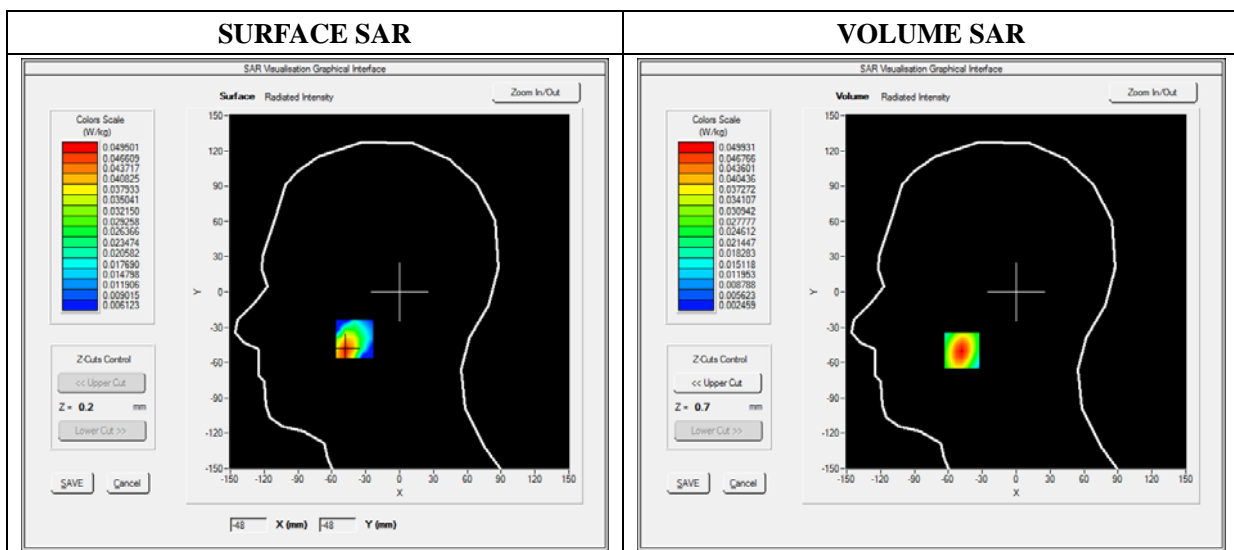 SURFACE SAR VOLUME SAR
SAR Visualisation Graphical Interface
Surface Radiated Intensity
Zoom In/Out
Colors Scale
(W/kg)
0.049501
0.046609
0.043717
0.040825
0.037933
0.035041
0.032150
0.029258
0.026366
0.023474
0.020582
0.017690
0.014798
0.011906
0.009015
0.006123
Z-Cuts Control
<< Upper Cut
Z = 0.2 mm
Lower Cut >>
SAVE Cancel
150
120
90
60
30
0
-30
-60
-90
-120
-150
Y
-150 -120 -90 -60 -30 0 30 60 90 120 150
X
-48 X (mm) -48 Y (mm)
SAR Visualisation Graphical Interface
Volume Radiated Intensity
Zoom In/Out
Colors Scale
(W/kg)
0.049931
0.046766
0.043601
0.040436
0.037272
0.034107
0.030942
0.027777
0.024612
0.021447
0.018283
0.015118
0.011953
0.008788
0.005623
0.002459
Z-Cuts Control
<< Upper Cut
Z = 0.7 mm
Lower Cut >>
SAVE Cancel
150
120
90
60
30
0
-30
-60
-90
-120
-150
Y
-150 -120 -90 -60 -30 0 30 60 90 120 150
X